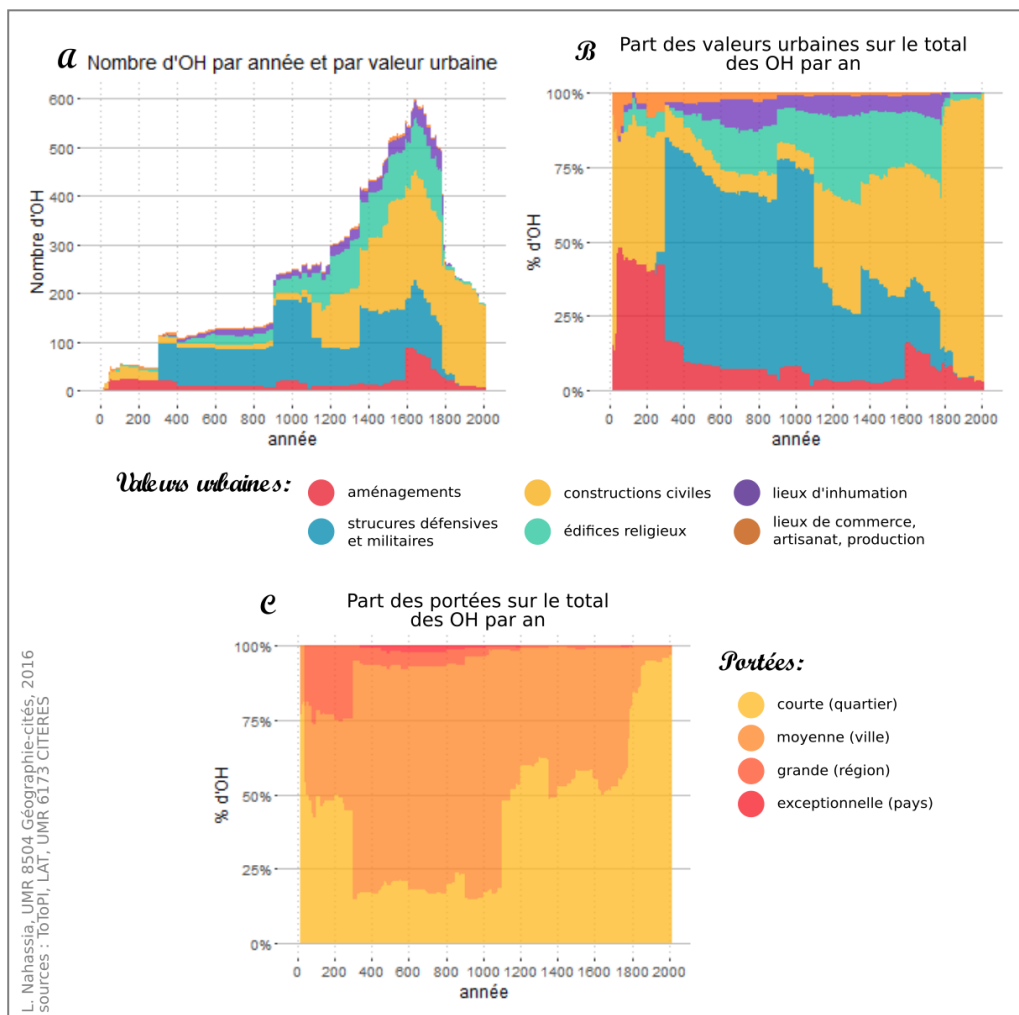 A Nombre d'OH par année et par valeur urbaine
Nombre d'OH
600
500
400
300
200
100
0
0 200 400 600 800 1000 1200 1400 1600 1800 2000
année
B Part des valeurs urbaines sur le total
des OH par an
% d'OH
100%
75%
50%
25%
0%
0 200 400 600 800 1000 1200 1400 1600 1800 2000
année
Valeurs urbaines:
aménagements
strucures défensives
et militaires
constructions civiles
édifices religieux
lieux d'inhumation
lieux de commerce,
artisanat, production
C Part des portées sur le total
des OH par an
% d'OH
100%
75%
50%
25%
0%
0 200 400 600 800 1000 1200 1400 1600 1800 2000
année
Portées:
courte (quartier)
moyenne (ville)
grande (région)
exceptionnelle (pays)
L. Nahassia, UMR 8504 Géographie-cités, 2016
sources : ToToPI, LAT, UMR 6173 CITERES